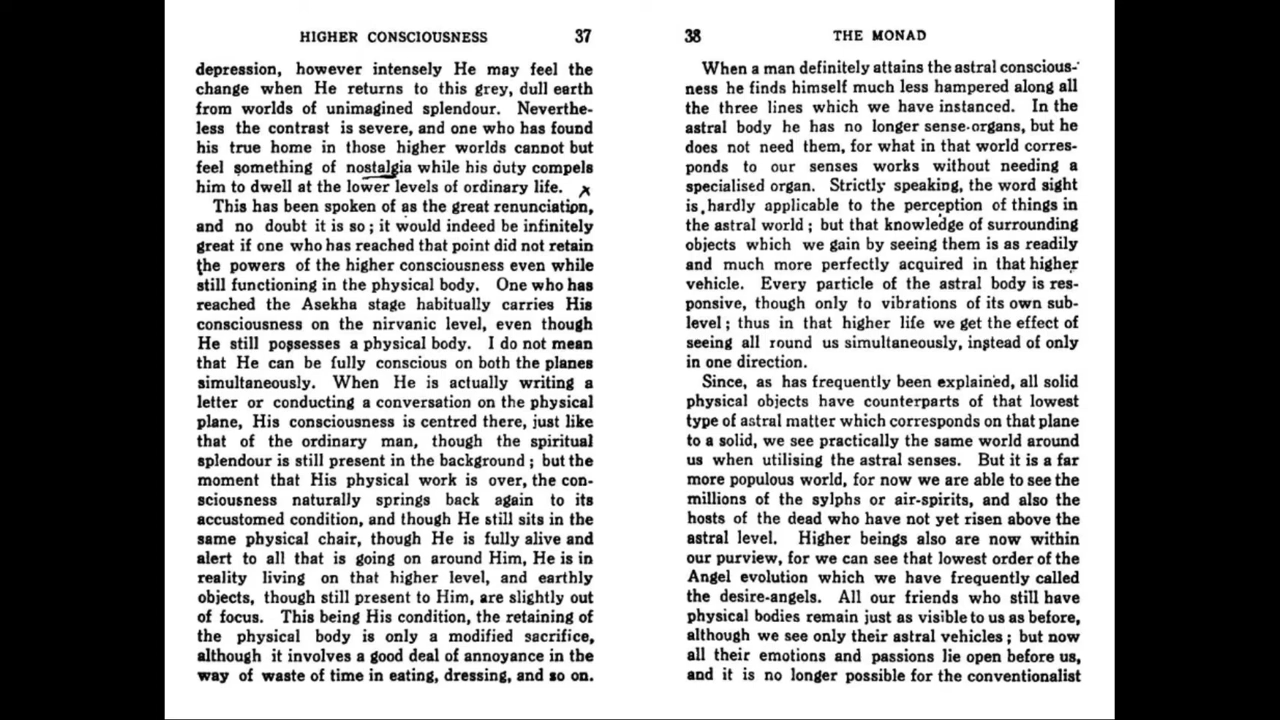 HIGHER CONSCIOUSNESS 37
depression, however intensely He may feel the
change when He returns to this grey, dull earth
from worlds of unimagined splendour. Neverthe-
less the contrast is severe, and one who has found
his true home in those higher worlds cannot but
feel something of nostalgia while his duty compels
him to dwell at the lower levels of ordinary life.
This has been spoken of as the great renunciation,
and no doubt it is so; it would indeed be infinitely
great if one who has reached that point did not retain
the powers of the higher consciousness even while
still functioning in the physical body. One who has
reached the Asekha stage habitually carries His
consciousness on the nirvanic level, even though
He still possesses a physical body. I do not mean
that He can be fully conscious on both the planes
simultaneously. When He is actually writing a
letter or conducting a conversation on the physical
plane, His consciousness is centred there, just like
that of the ordinary man, though the spiritual
splendour is still present in the background; but the
moment that His physical work is over, the con-
sciousness naturally springs back again to its
accustomed condition, and though He still sits in the
same physical chair, though He is fully alive and
alert to all that is going on around Him, He is in
reality living on that higher level, and earthly
objects, though still present to Him, are slightly out
of focus. This being His condition, the retaining of
the physical body is only a modified sacrifice,
although it involves a good deal of annoyance in the
way of waste of time in eating, dressing, and so on.
38 THE MONAD
When a man definitely attains the astral conscious-
ness he finds himself much less hampered along all
the three lines which we have instanced. In the
astral body he has no longer sense-organs, but he
does not need them, for what in that world corres-
ponds to our senses works without needing a
specialised organ. Strictly speaking, the word sight
is hardly applicable to the perception of things in
the astral world; but that knowledge of surrounding
objects which we gain by seeing them is as readily
and much more perfectly acquired in that higher
vehicle. Every particle of the astral body is res-
ponsive, though only to vibrations of its own sub-
level; thus in that higher life we get the effect of
seeing all round us simultaneously, instead of only
in one direction.
Since, as has frequently been explained, all solid
physical objects have counterparts of that lowest
type of astral matter which corresponds on that plane
to a solid, we see practically the same world around
us when utilising the astral senses. But it is a far
more populous world, for now we are able to see the
millions of the sylphs or air-spirits, and also the
hosts of the dead who have not yet risen above the
astral level. Higher beings also are now within
our purview, for we can see that lowest order of the
Angel evolution which we have frequently called
the desire-angels. All our friends who still have
physical bodies remain just as visible to us as before,
although we see only their astral vehicles; but now
all their emotions and passions lie open before us,
and it is no longer possible for the conventionalist